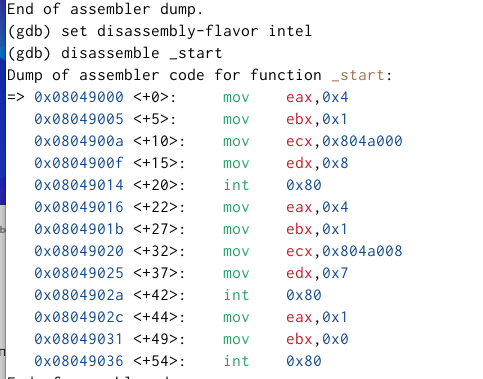 End of assembler dump.
(gdb) set disassembly-flavor intel
(gdb) disassemble _start
Dump of assembler code for function _start:
=> 0x08049000 <+0>:     mov    eax,0x4
   0x08049005 <+5>:     mov    ebx,0x1
   0x0804900a <+10>:    mov    ecx,0x804a000
   0x0804900f <+15>:    mov    edx,0x8
   0x08049014 <+20>:    int    0x80
   0x08049016 <+22>:    mov    eax,0x4
   0x0804901b <+27>:    mov    ebx,0x1
   0x08049020 <+32>:    mov    ecx,0x804a008
   0x08049025 <+37>:    mov    edx,0x7
   0x0804902a <+42>:    int    0x80
   0x0804902c <+44>:    mov    eax,0x1
   0x08049031 <+49>:    mov    ebx,0x0
   0x08049036 <+54>:    int    0x80